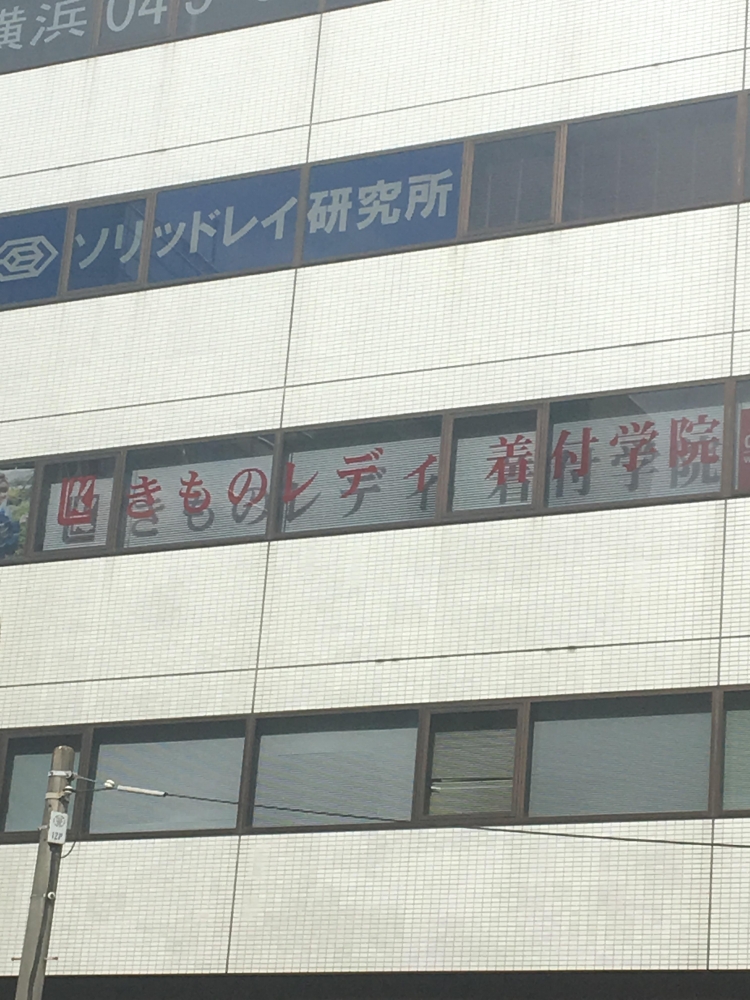 横浜 045
ソリッドレイ研究所
きものレディ着付学院